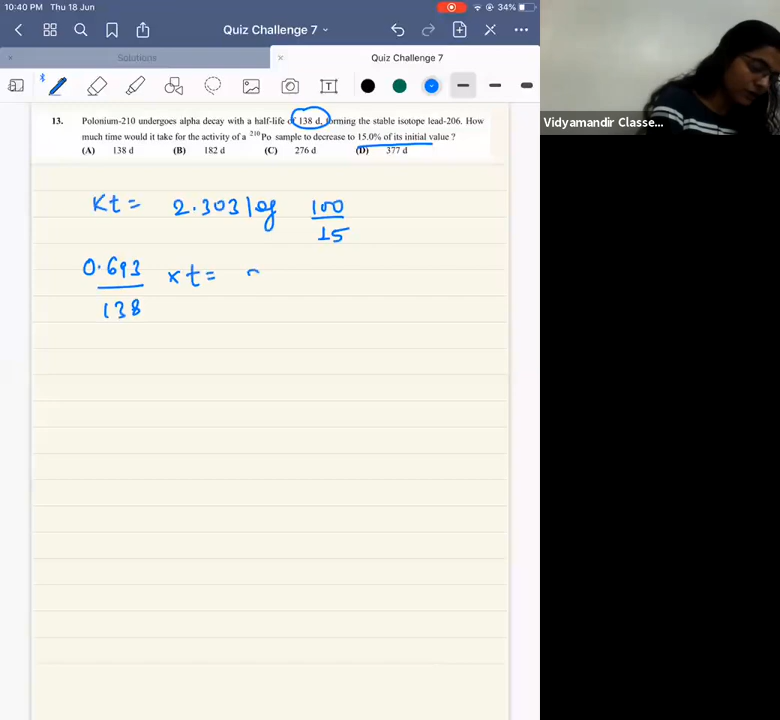 10:40 PM Thu 18 Jun
34%
Quiz Challenge 7
Solutions
Quiz Challenge 7
13. Polonium-210 undergoes alpha decay with a half-life of 138 d, forming the stable isotope lead-206. How
much time would it take for the activity of a ²¹⁰Po sample to decrease to 15.0% of its initial value ?
(A) 138 d (B) 182 d (C) 276 d (D) 377 d
Kt = 2.303 log 100/15
0.693/138 × t =
Vidyamandir Classe...